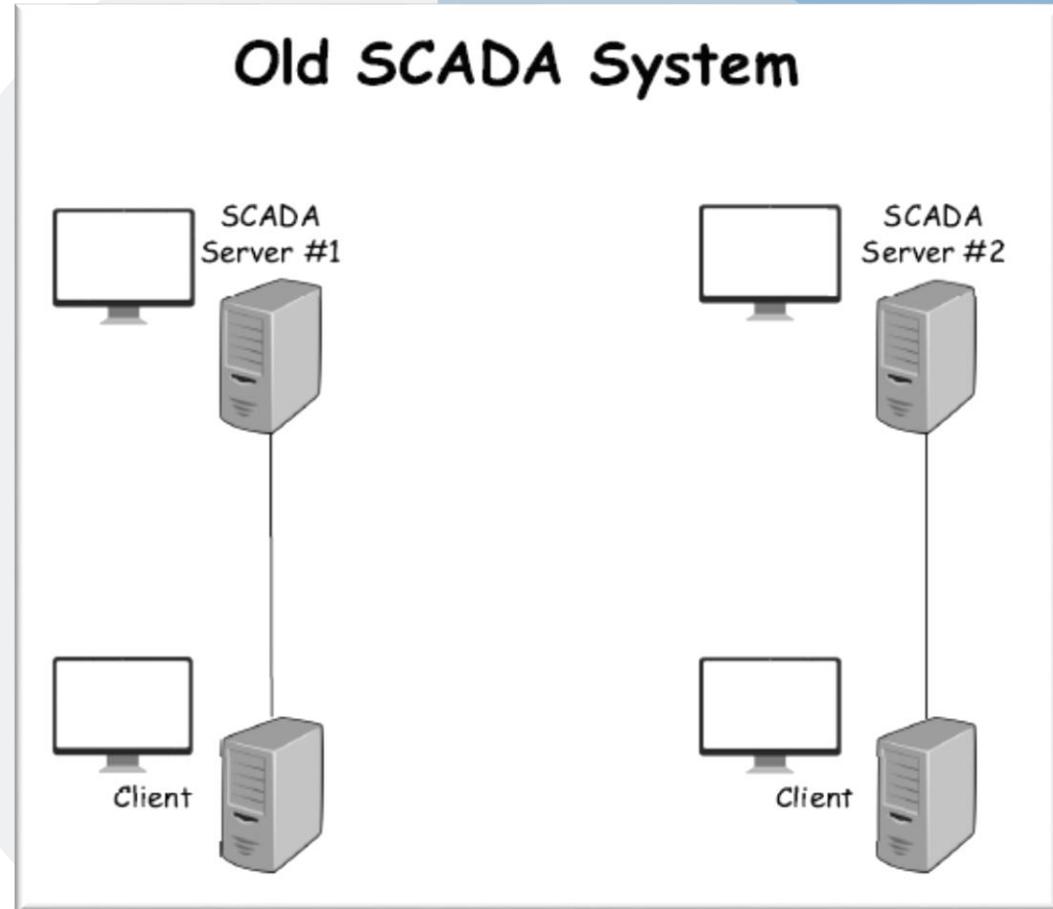 Old SCADA System
SCADA
Server #1
SCADA
Server #2
Client
Client